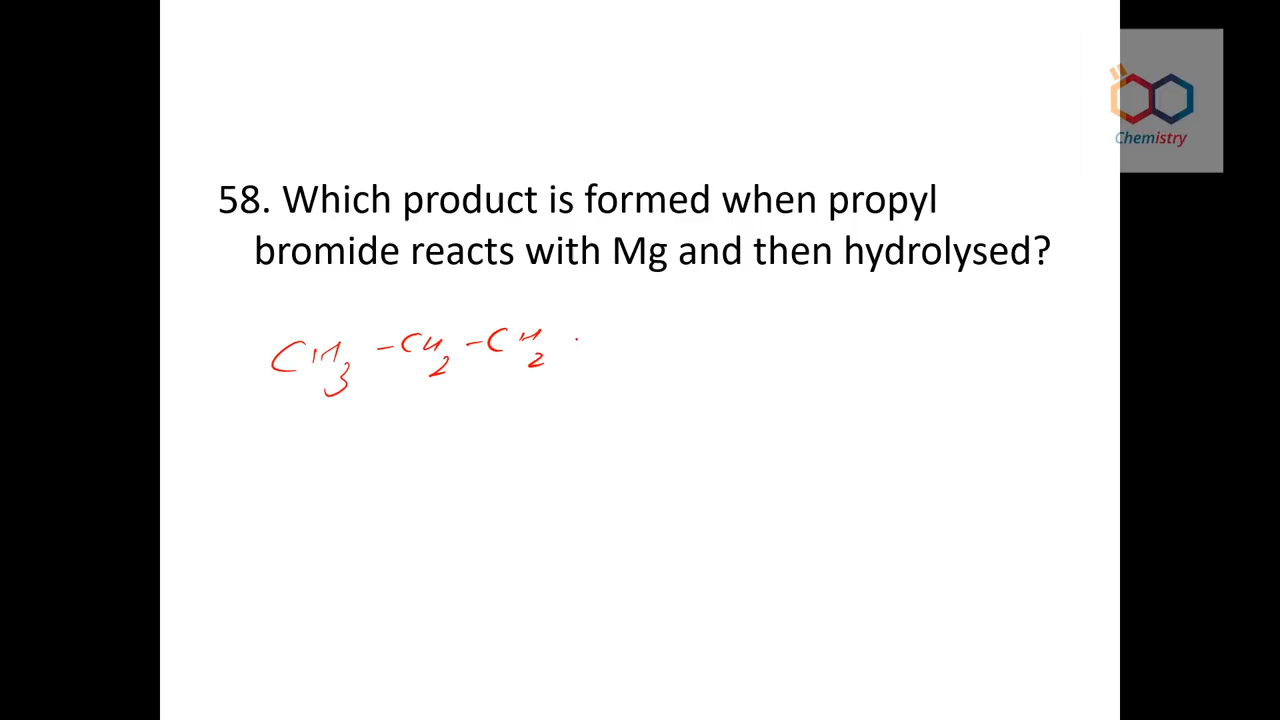 Chemistry
58. Which product is formed when propyl
bromide reacts with Mg and then hydrolysed?
CH3 - CH2 - CH2